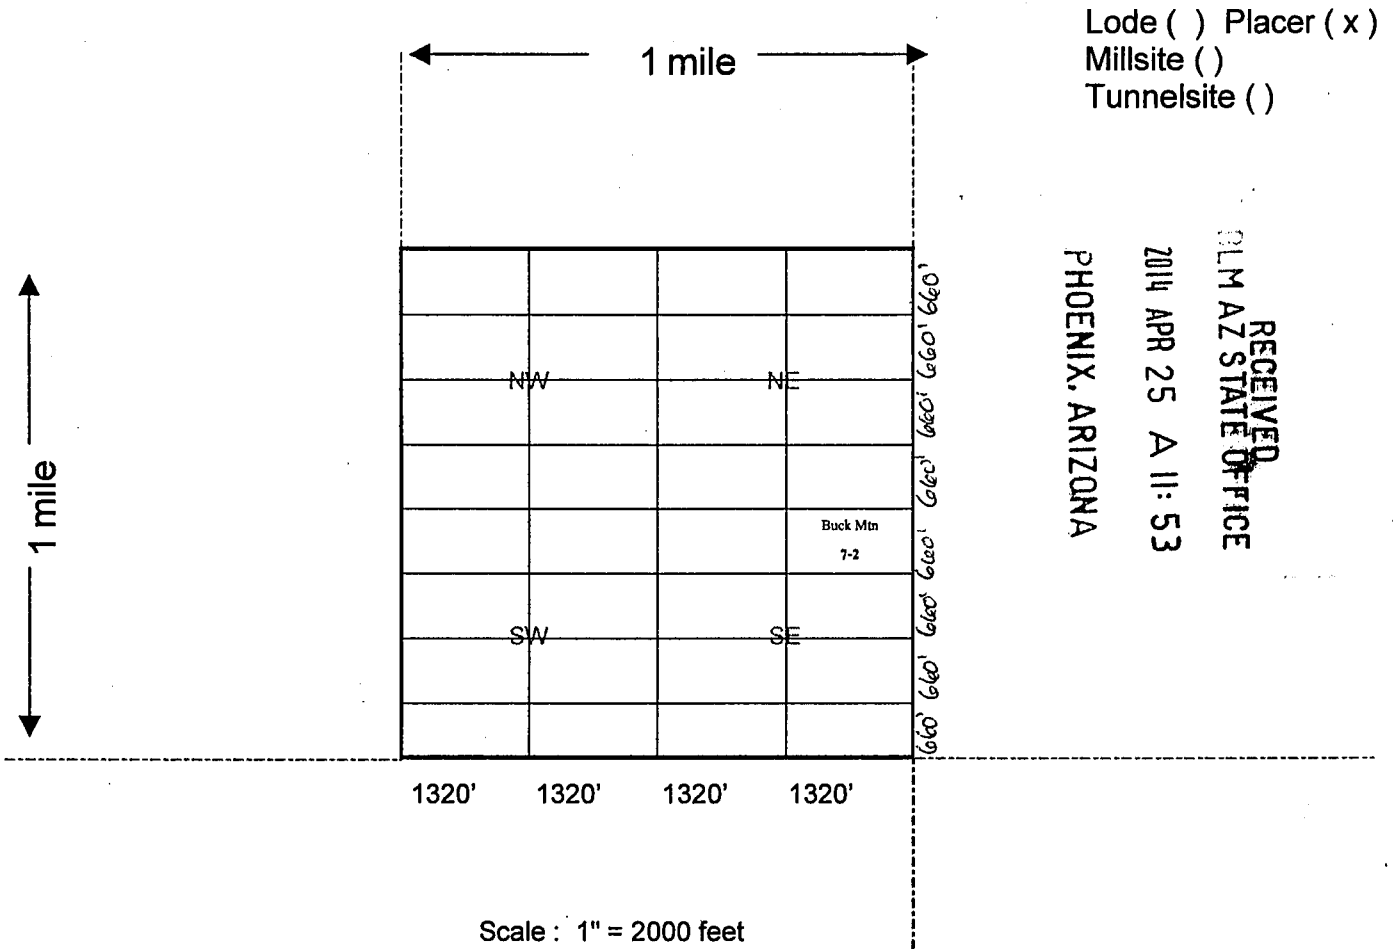 Lode ( ) Placer ( x )
Millsite ( )
Tunnelsite ( )
1 mile
1 mile
NW
NE
SW
SE
Buck Mtn
7-2
660'
660'
660'
660'
660'
660'
660'
660'
1320' 1320' 1320' 1320'
RECEIVED
BLM AZ STATE OFFICE
2014 APR 25 A 11: 53
PHOENIX, ARIZONA
Scale : 1" = 2000 feet